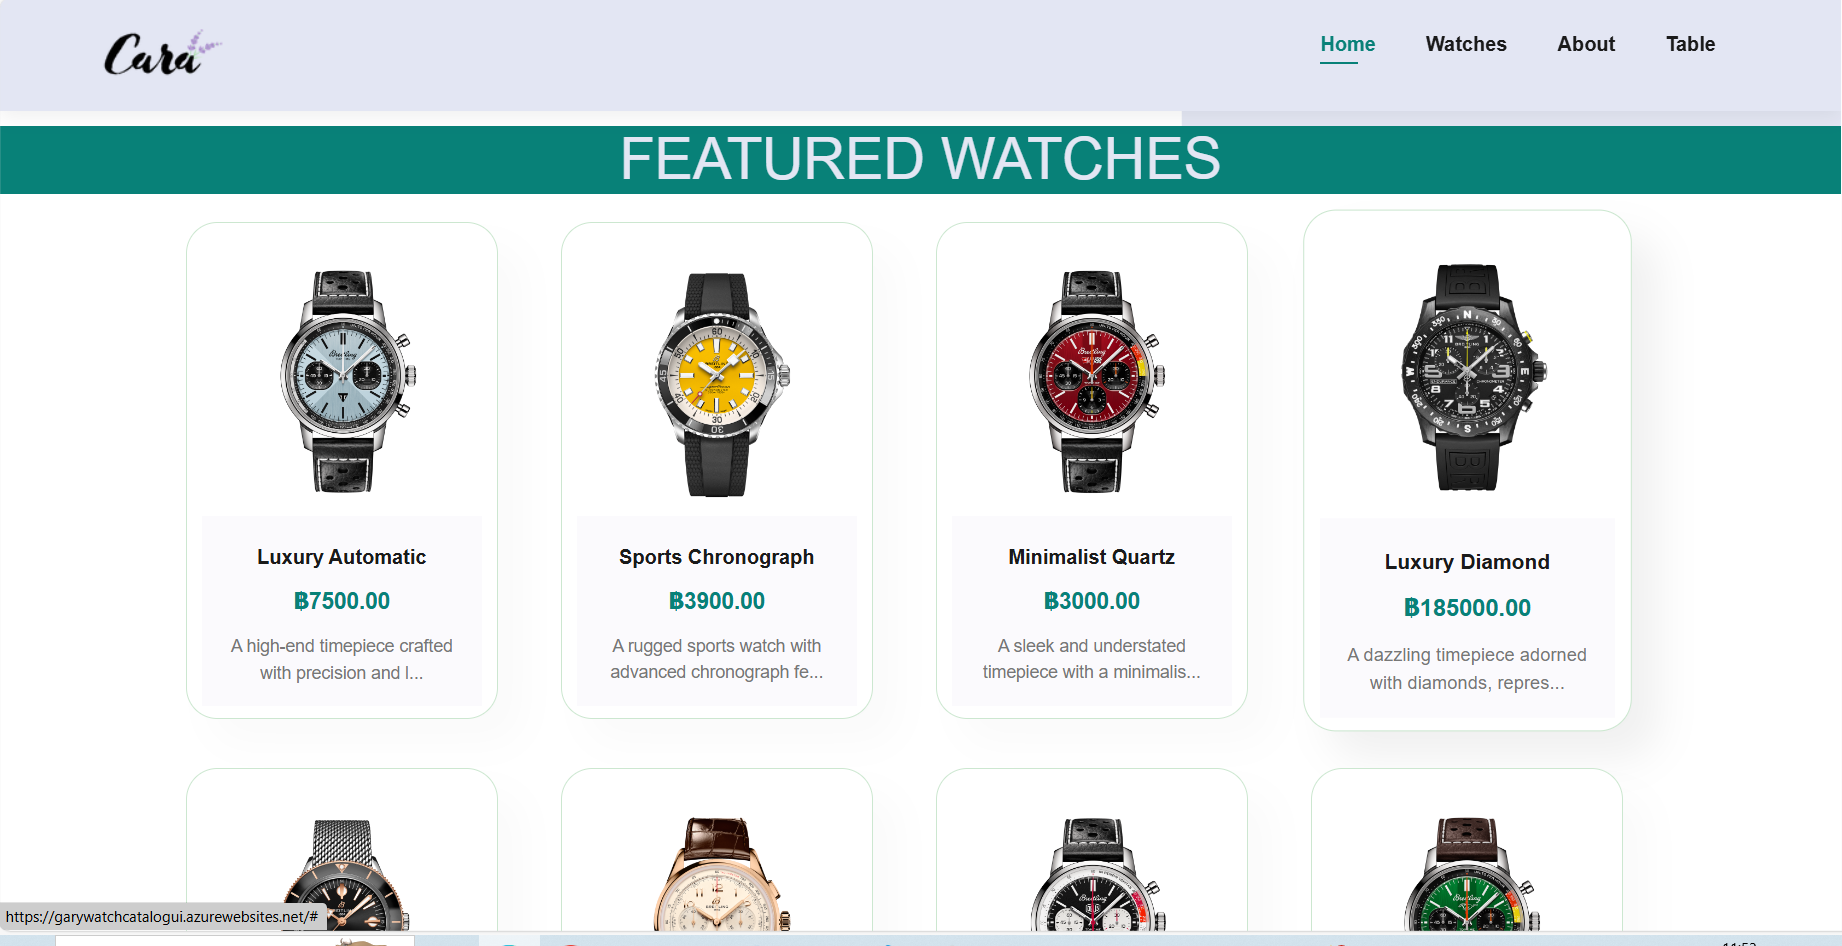 Cara
Home Watches About Table
FEATURED WATCHES
Luxury Automatic
฿7500.00
A high-end timepiece crafted
with precision and l...
Sports Chronograph
฿3900.00
A rugged sports watch with
advanced chronograph fe...
Minimalist Quartz
฿3000.00
A sleek and understated
timepiece with a minimalis...
Luxury Diamond
฿185000.00
A dazzling timepiece adorned
with diamonds, repres...
https://garywatchcatalogui.azurewebsites.net/#